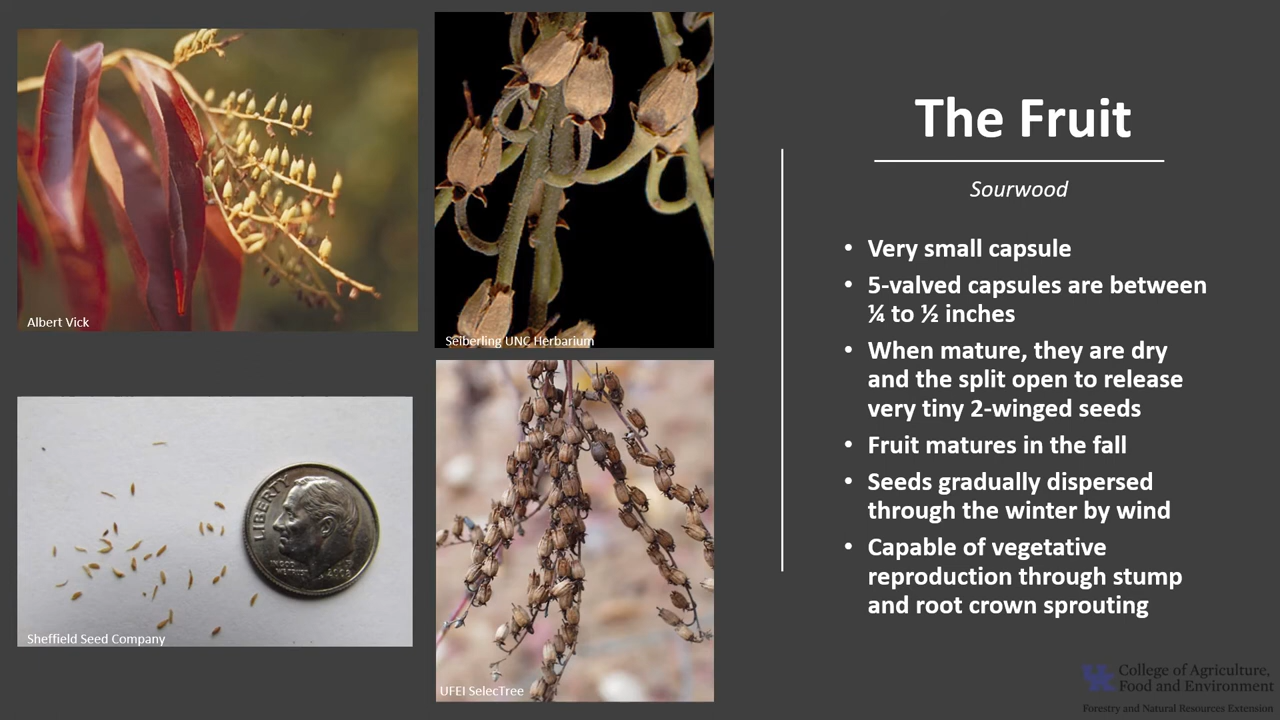 The Fruit
Sourwood
• Very small capsule
• 5-valved capsules are between
¼ to ½ inches
• When mature, they are dry
and the split open to release
very tiny 2-winged seeds
• Fruit matures in the fall
• Seeds gradually dispersed
through the winter by wind
• Capable of vegetative
reproduction through stump
and root crown sprouting
Albert Vick
Seiberling UNC Herbarium
LIBERTY
Sheffield Seed Company
UFEI SelecTree
UK
College of Agriculture,
Food and Environment
Forestry and Natural Resources Extension